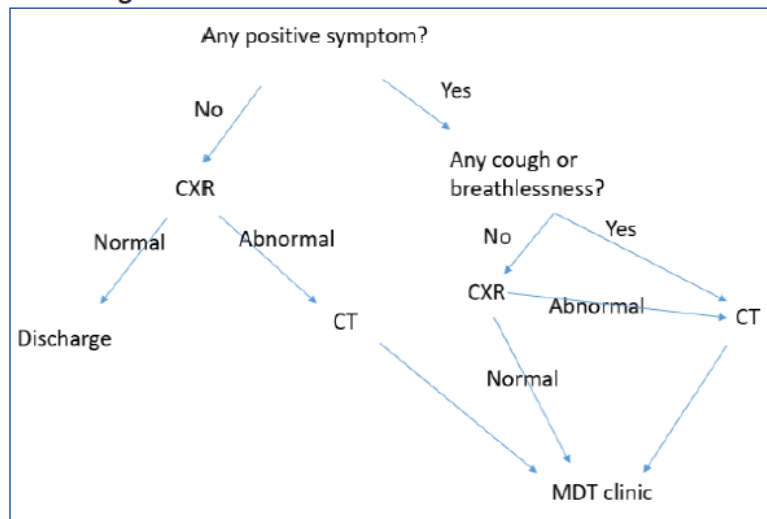 Any positive symptom?
No
Yes
CXR
Any cough or
breathlessness?
Normal
Abnormal
No
Yes
CXR
Abnormal
CT
Discharge
CT
Normal
MDT clinic